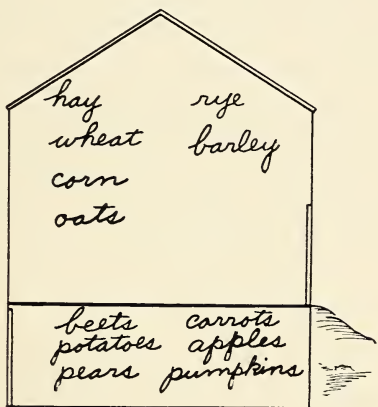 hay rye
wheat barley
corn
oats
beets carrots
potatoes apples
pears pumpkins